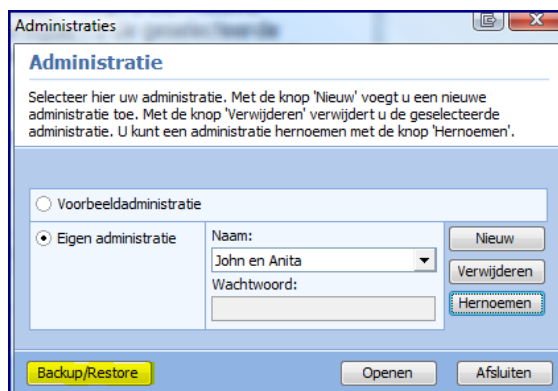 Administraties
Administratie
Selecteer hier uw administratie. Met de knop 'Nieuw' voegt u een nieuwe
administratie toe. Met de knop 'Verwijderen' verwijdert u de geselecteerde
administratie. U kunt een administratie hernoemen met de knop 'Hernoemen'.
Voorbeeldadministratie
Eigen administratie
Naam:
John en Anita
Wachtwoord:
Nieuw
Verwijderen
Hernoemen
Backup/Restore
Openen
Afsluiten